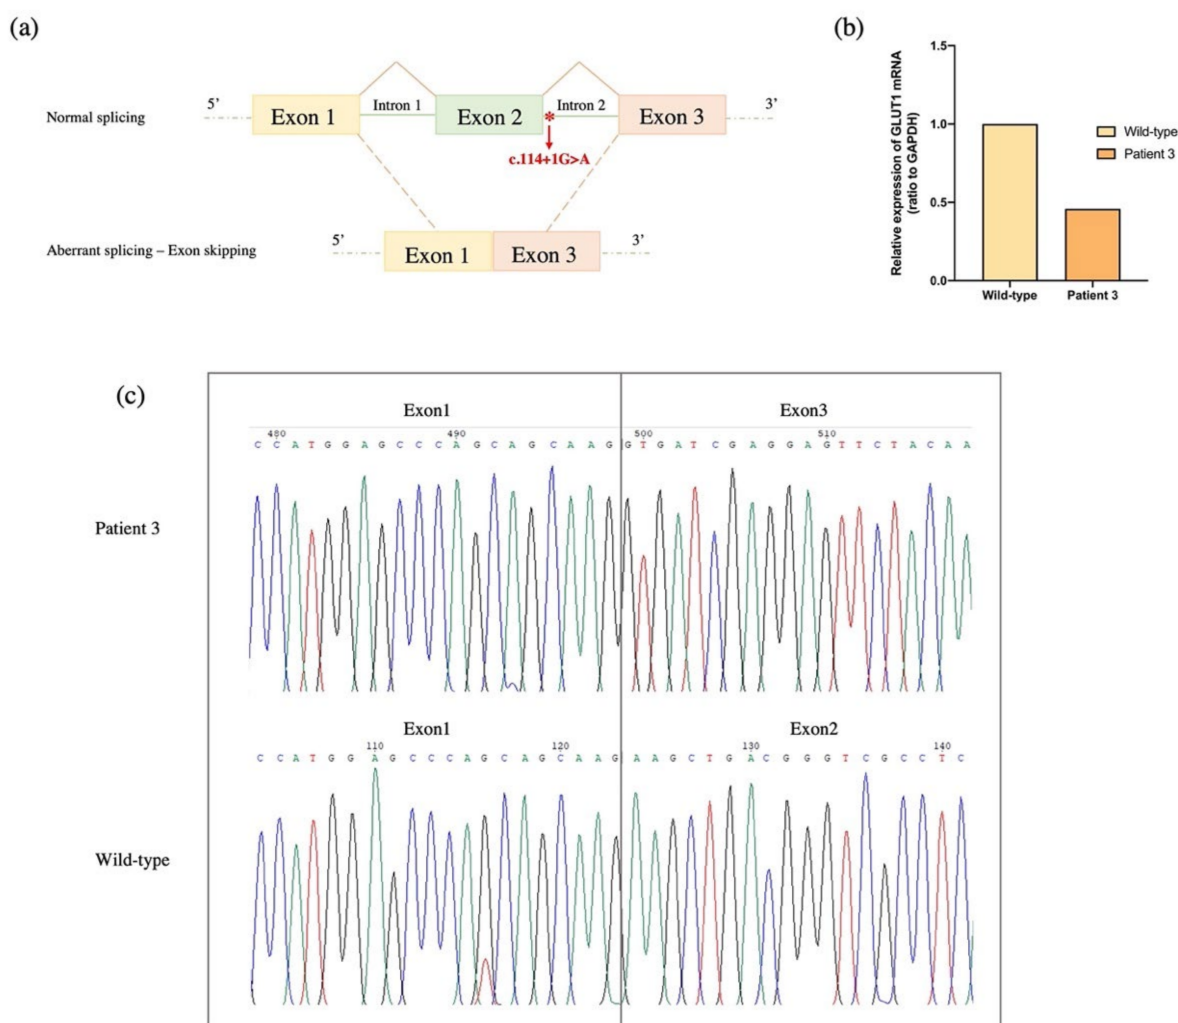 (a)
Normal splicing
5’
Exon 1
Intron 1
Exon 2
*
Intron 2
Exon 3
3’
c.114+1G>A
Aberrant splicing – Exon skipping
5’
Exon 1
Exon 3
3’
(b)
Relative expression of GLUT1 mRNA
(ratio to GAPDH)
1.5
1.0
0.5
0.0
Wild-type
Patient 3
Wild-type
Patient 3
(c)
Exon1
Exon3
480 490 500 510
C C A T G G A G C C C A G C A G C A A G G T G A T C G A G G A G T T C T A C A A
Patient 3
Exon1
Exon2
110 120 130 140
C C A T G G A G C C C A G C A G C A A G A A G C T G A C G G G T C G C C T C
Wild-type